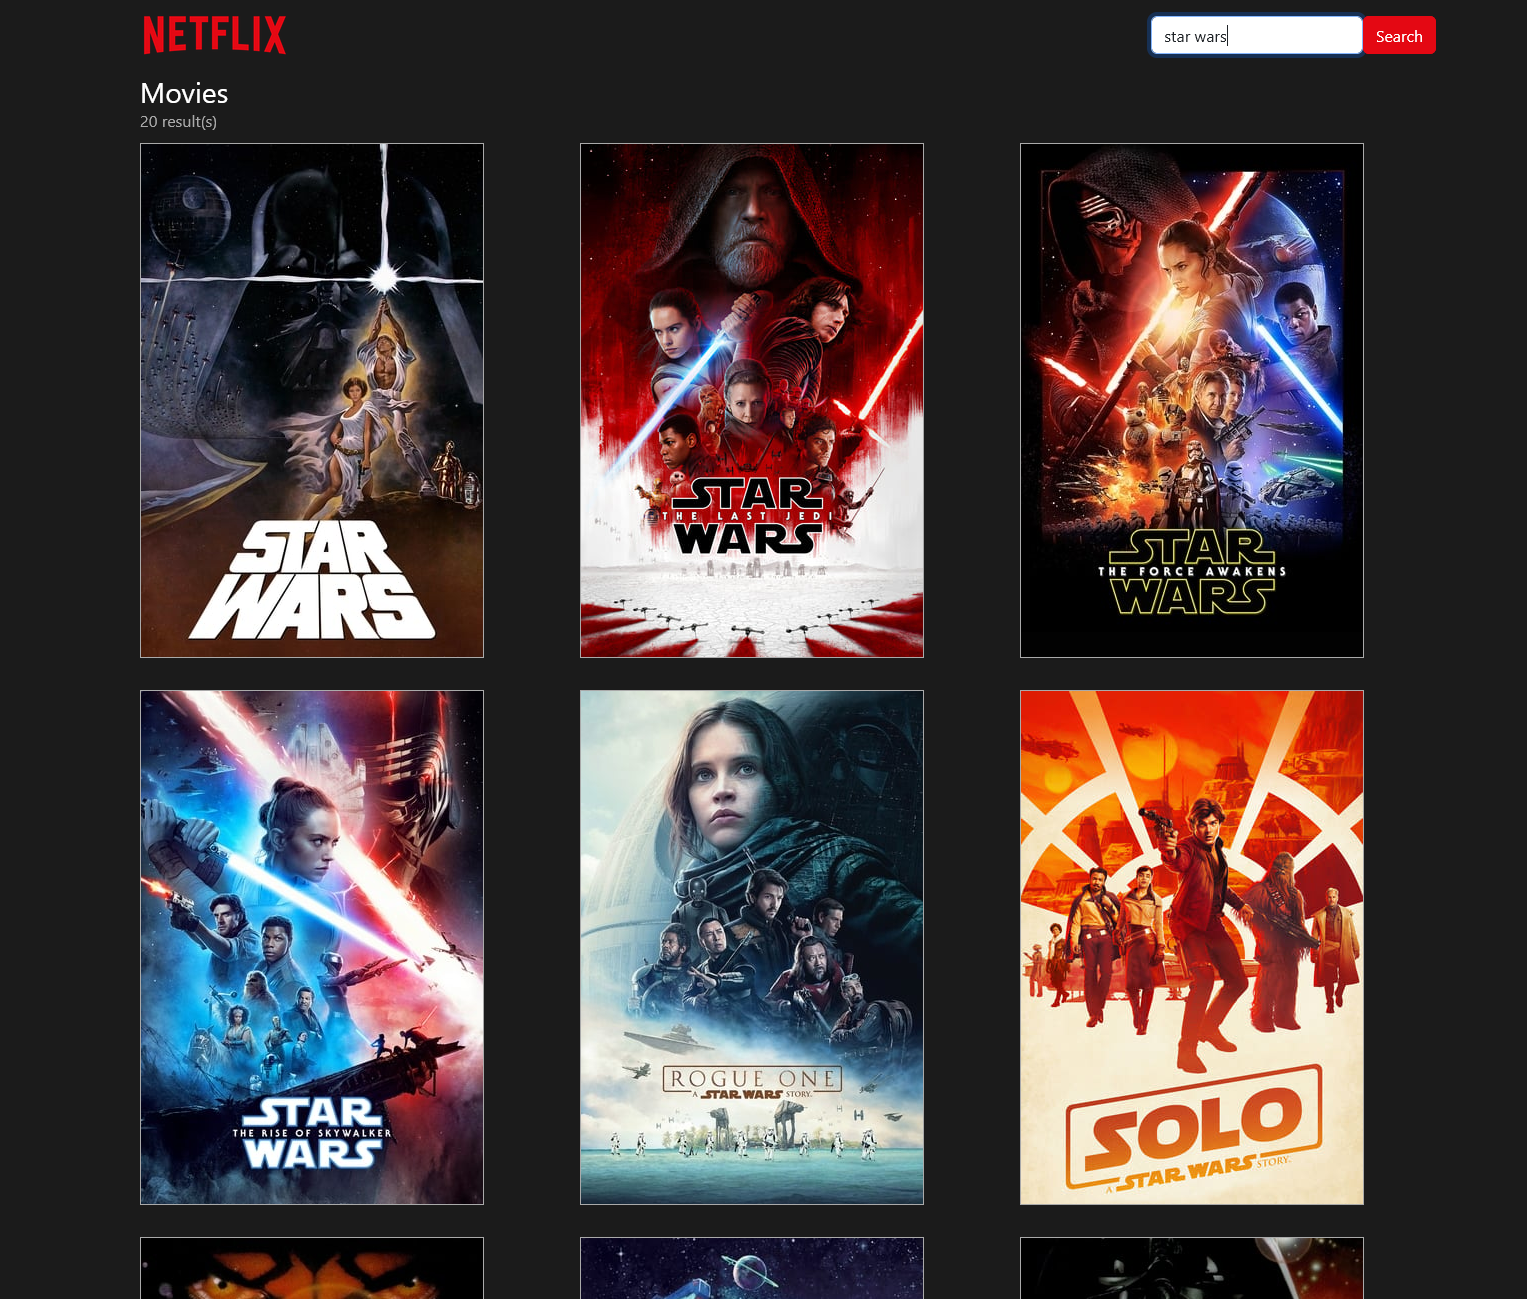 NETFLIX
star wars
Search
Movies
20 result(s)
STAR
WARS
STAR
THE LAST JEDI
WARS
STAR
THE FORCE AWAKENS
WARS
STAR
THE RISE OF SKYWALKER
WARS
ROGUE ONE
A STAR WARS STORY.
SOLO
A STAR WARS STORY.